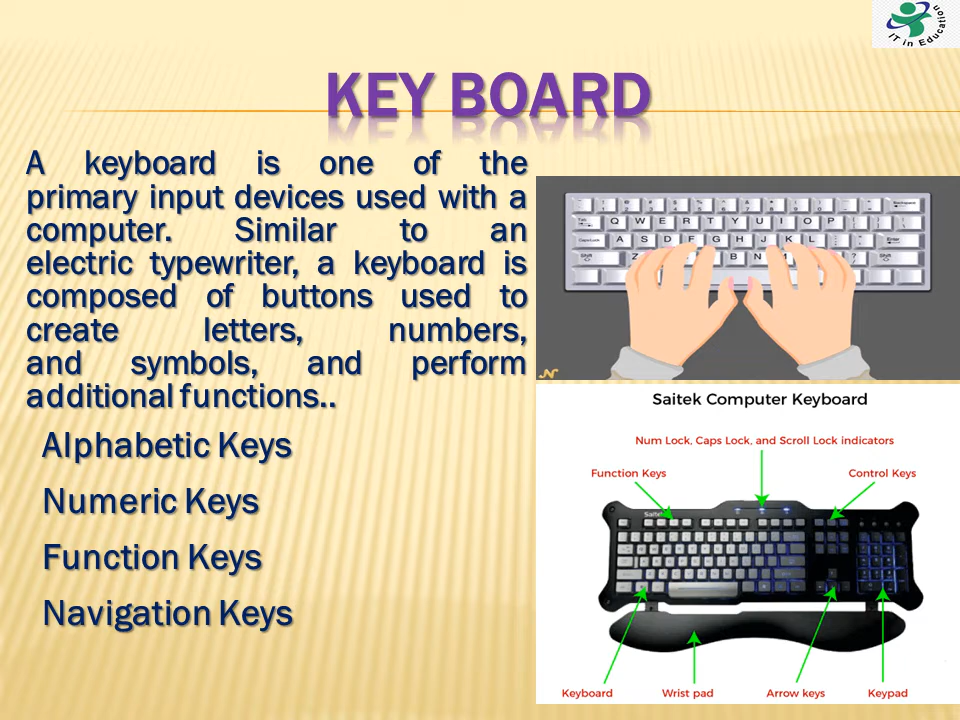 IT in Education
KEY BOARD
A keyboard is one of the
primary input devices used with a
computer. Similar to an
electric typewriter, a keyboard is
composed of buttons used to
create letters, numbers,
and symbols, and perform
additional functions..
Alphabetic Keys
Numeric Keys
Function Keys
Navigation Keys
Q W E R T Y U I O P
A S D F G H J K L
Z B N
Saitek Computer Keyboard
Num Lock, Caps Lock, and Scroll Lock indicators
Function Keys
Control Keys
Saitek
Keyboard
Wrist pad
Arrow keys
Keypad